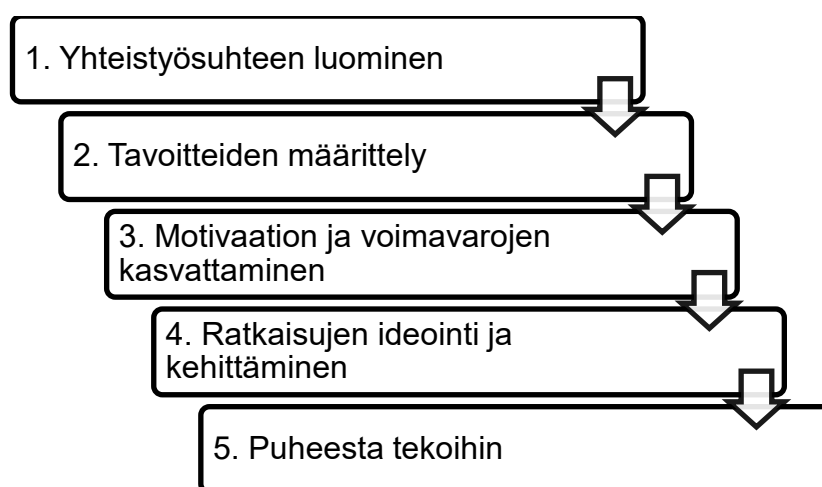 1. Yhteistyösuhteen luominen
2. Tavoitteiden määrittely
3. Motivaation ja voimavarojen
kasvattaminen
4. Ratkaisujen ideointi ja
kehittäminen
5. Puheesta tekoihin